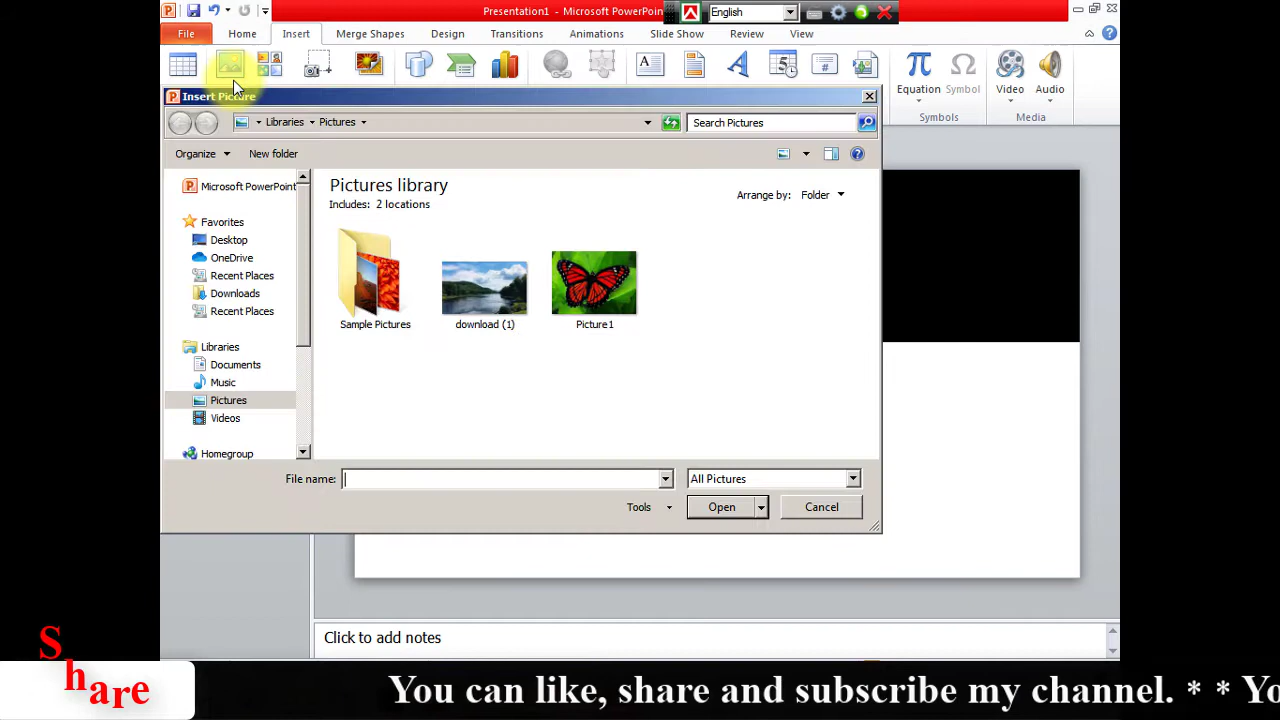 Presentation1 - Microsoft PowerPoin
English
File
Home
Insert
Merge Shapes
Design
Transitions
Animations
Slide Show
Review
View
Equation
Symbol
Video
Audio
Symbols
Media
Insert Picture
Libraries
Pictures
Search Pictures
Organize
New folder
Microsoft PowerPoint
Pictures library
Includes: 2 locations
Arrange by: Folder
Favorites
Desktop
OneDrive
Recent Places
Downloads
Recent Places
Libraries
Documents
Music
Pictures
Videos
Homegroup
Sample Pictures
download (1)
Picture1
File name:
All Pictures
Tools
Open
Cancel
Click to add notes
Share
You can like, share and subscribe my channel. * * Yo